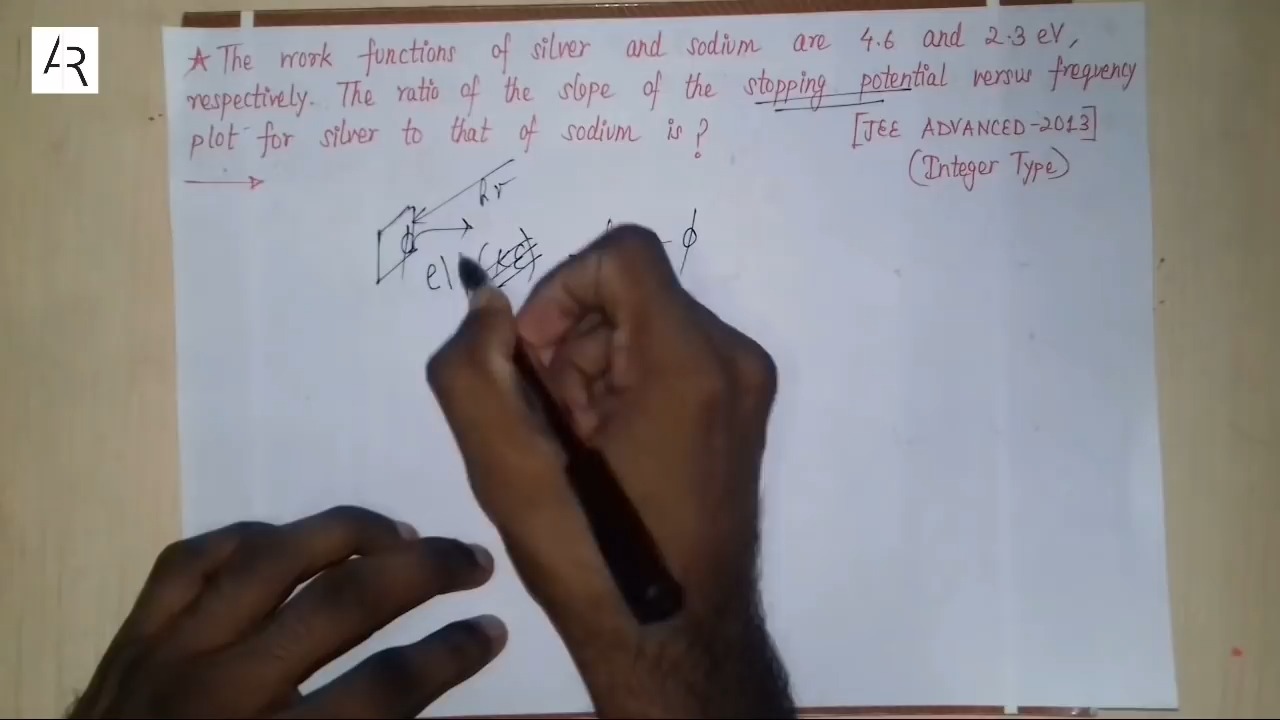 AR
★ The work functions of silver and sodium are 4.6 and 2.3 eV,
respectively. The ratio of the slope of the stopping potential versus frequency
plot for silver to that of sodium is ?
[JEE ADVANCED-2013]
(Integer Type)
hν
ϕ
(KE) - ϕ